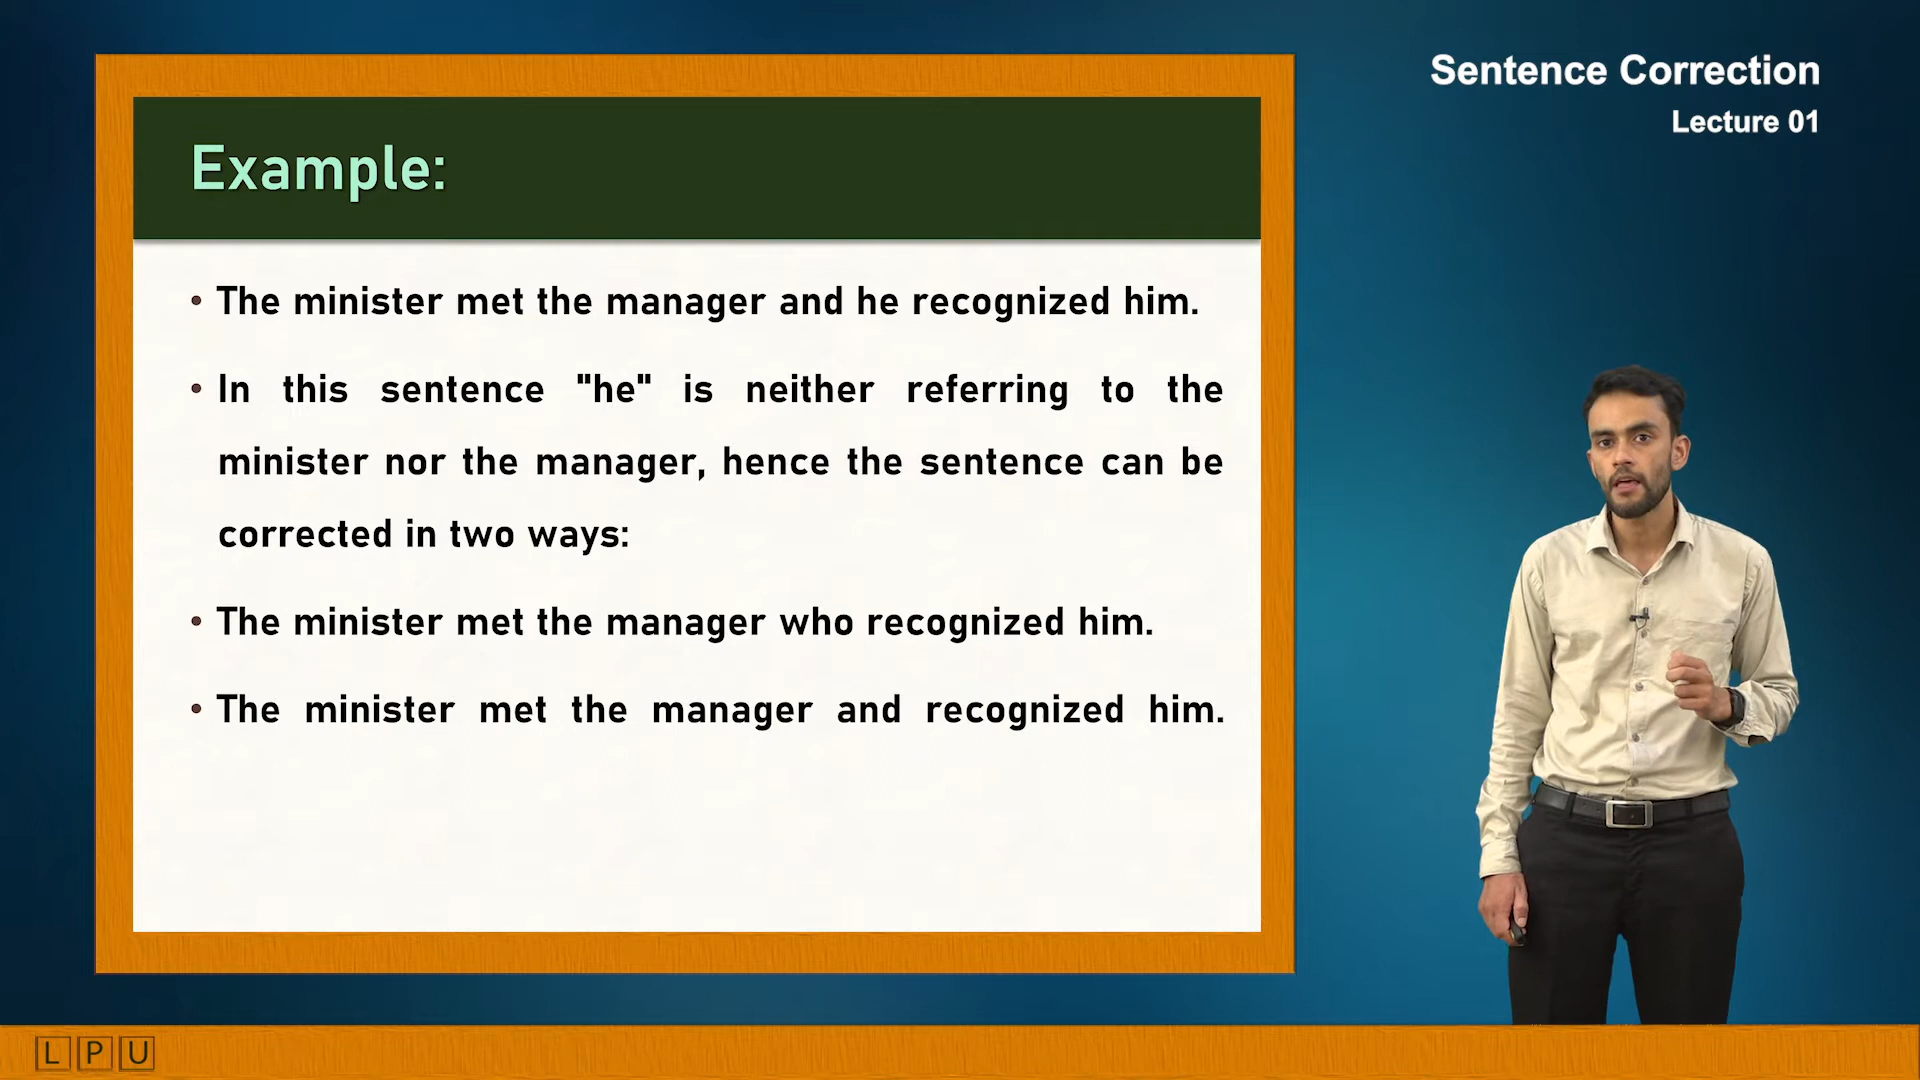 Sentence Correction
Lecture 01
Example:
• The minister met the manager and he recognized him.
• In this sentence "he" is neither referring to the
minister nor the manager, hence the sentence can be
corrected in two ways:
• The minister met the manager who recognized him.
• The minister met the manager and recognized him.
L P U